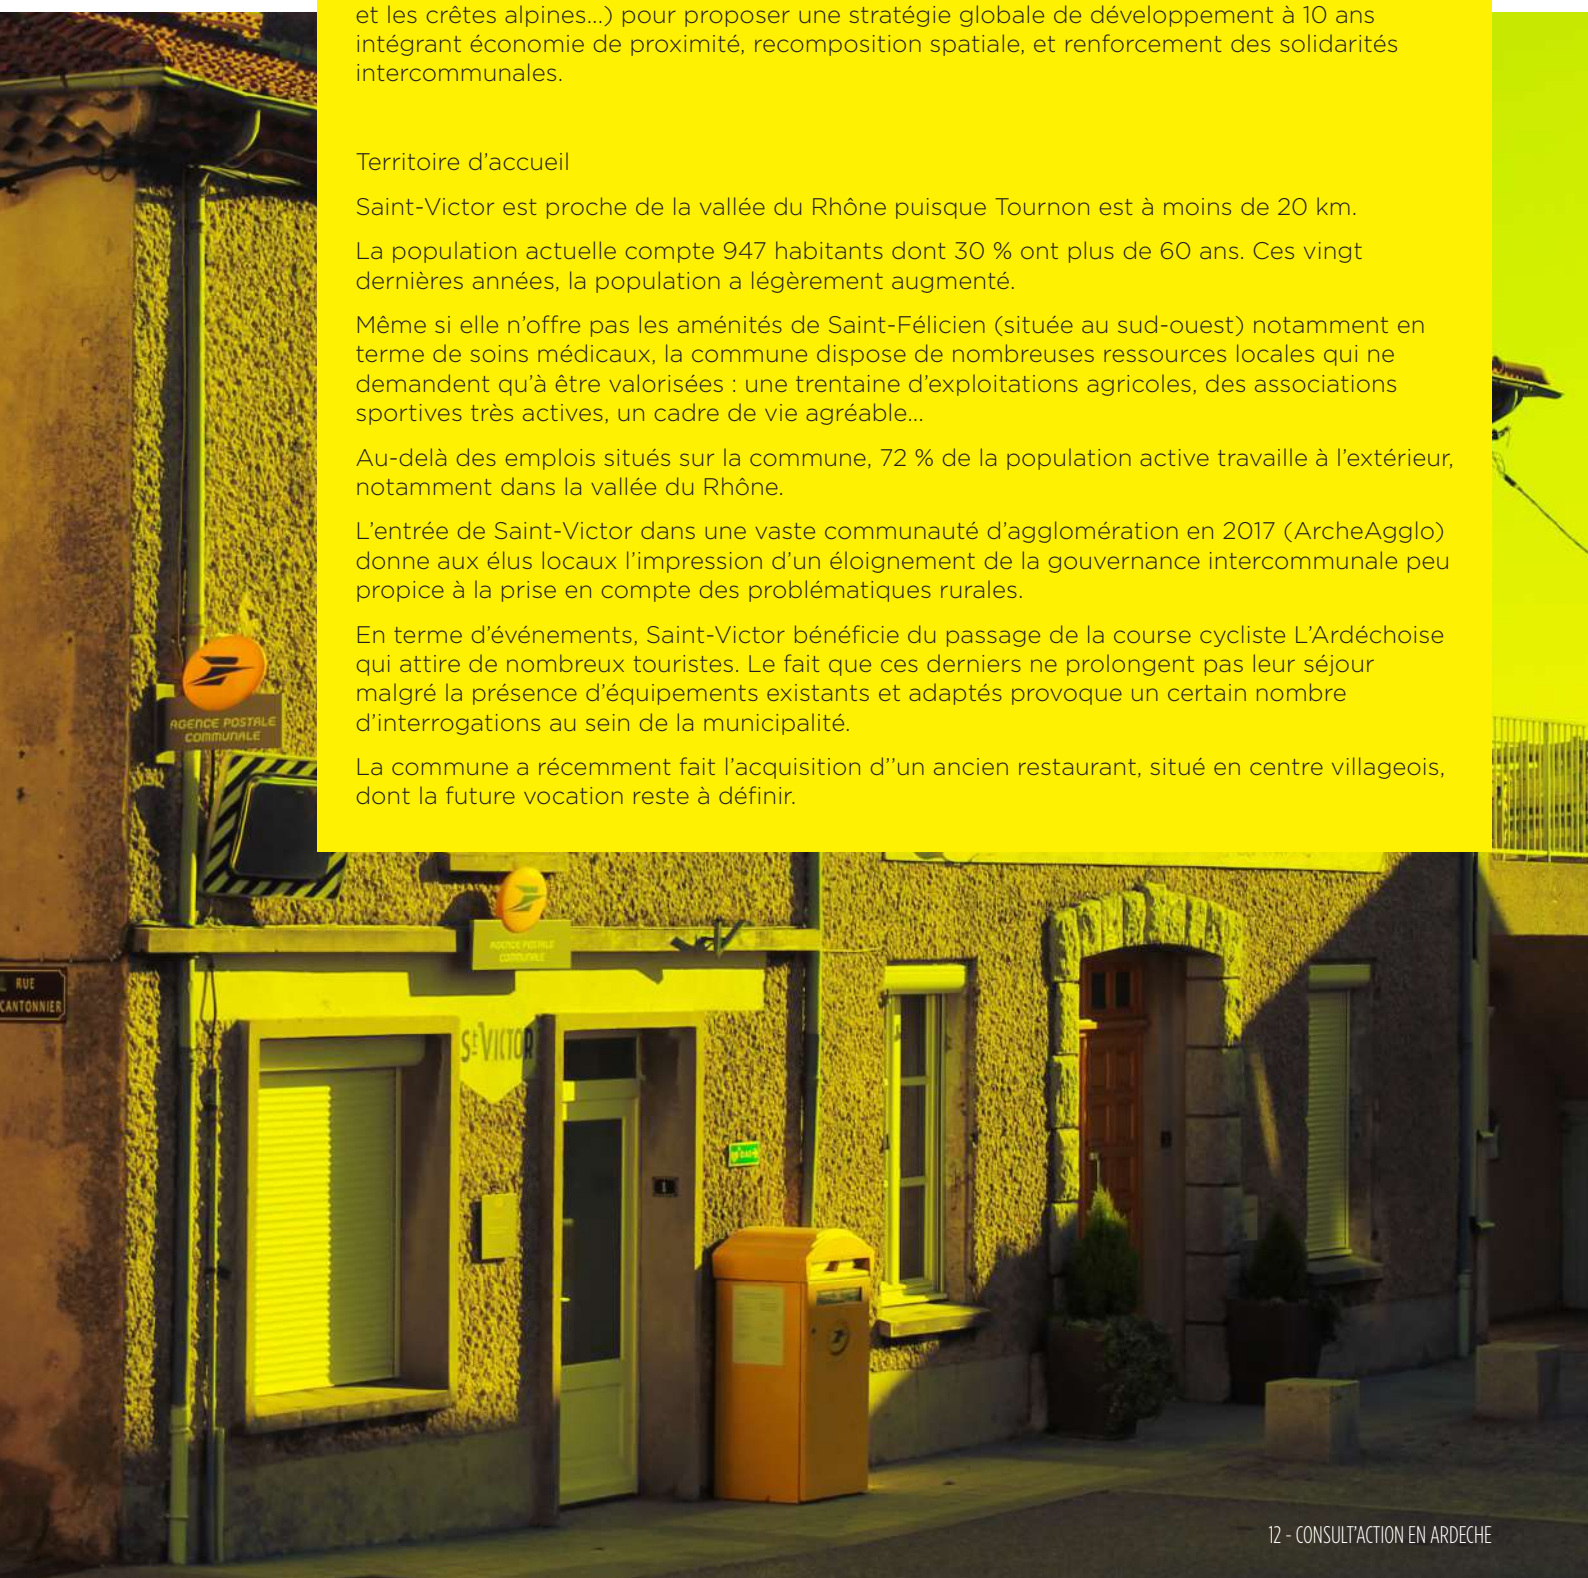 et les crêtes alpines...) pour proposer une stratégie globale de développement à 10 ans
intégrant économie de proximité, recomposition spatiale, et renforcement des solidarités
intercommunales.
Territoire d'accueil
Saint-Victor est proche de la vallée du Rhône puisque Tournon est à moins de 20 km.
La population actuelle compte 947 habitants dont 30 % ont plus de 60 ans. Ces vingt
dernières années, la population a légèrement augmenté.
Même si elle n'offre pas les aménités de Saint-Félicien (située au sud-ouest) notamment en
terme de soins médicaux, la commune dispose de nombreuses ressources locales qui ne
demandent qu'à être valorisées : une trentaine d'exploitations agricoles, des associations
sportives très actives, un cadre de vie agréable...
Au-delà des emplois situés sur la commune, 72 % de la population active travaille à l'extérieur,
notamment dans la vallée du Rhône.
L'entrée de Saint-Victor dans une vaste communauté d'agglomération en 2017 (ArcheAgglo)
donne aux élus locaux l'impression d'un éloignement de la gouvernance intercommunale peu
propice à la prise en compte des problématiques rurales.
En terme d'événements, Saint-Victor bénéficie du passage de la course cycliste L'Ardéchoise
qui attire de nombreux touristes. Le fait que ces derniers ne prolongent pas leur séjour
malgré la présence d'équipements existants et adaptés provoque un certain nombre
d'interrogations au sein de la municipalité.
La commune a récemment fait l'acquisition d''un ancien restaurant, situé en centre villageois,
dont la future vocation reste à définir.
AGENCE POSTALE
COMMUNALE
AGENCE POSTALE
COMMUNALE
RUE
CANTONNIER
ST VICTOR
1
12 - CONSULT'ACTION EN ARDECHE